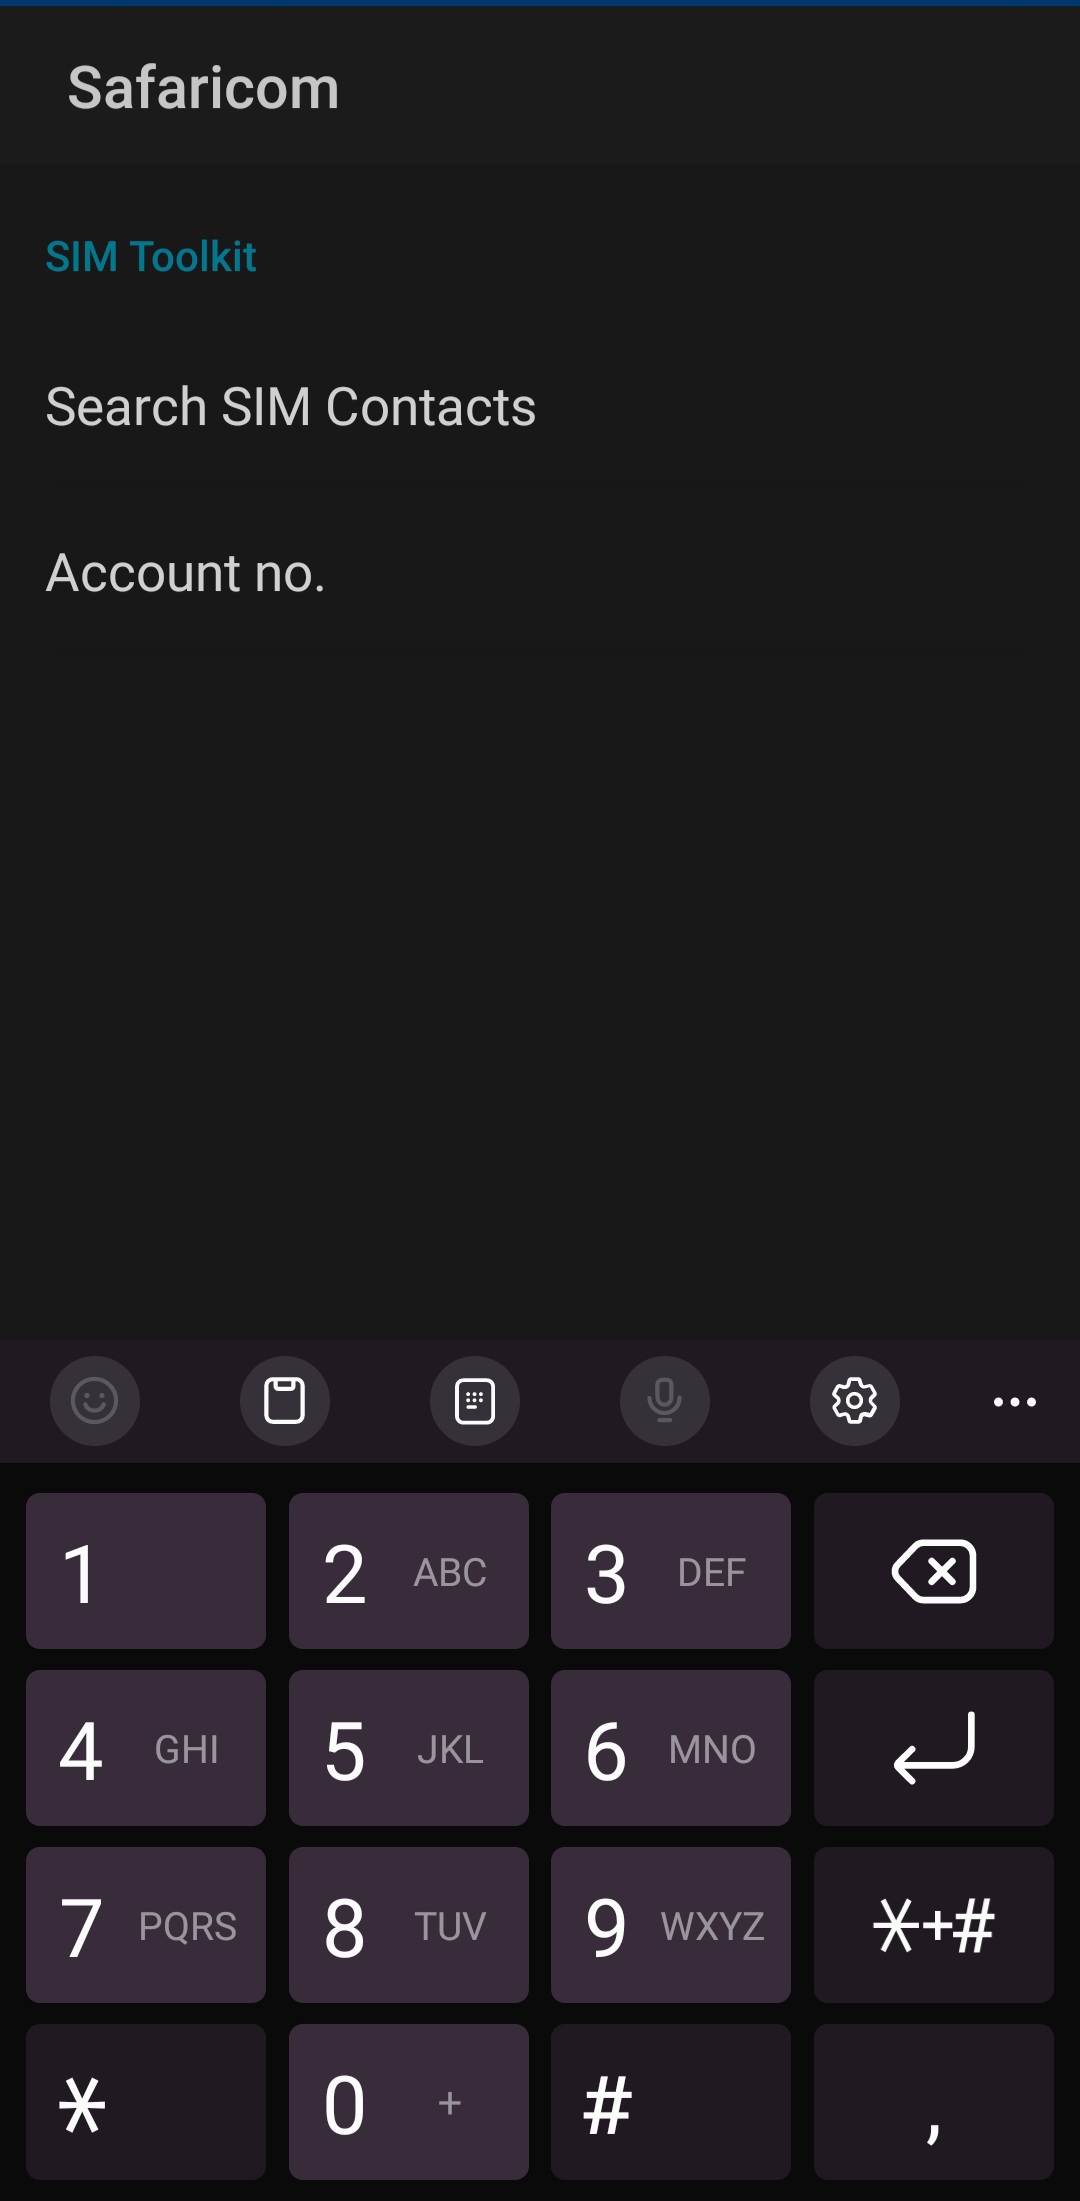 Safaricom
SIM Toolkit
Search SIM Contacts
Account no.
1
2 ABC
3 DEF
4 GHI
5 JKL
6 MNO
7 PQRS
8 TUV
9 WXYZ
*+#
*
0 +
#
,